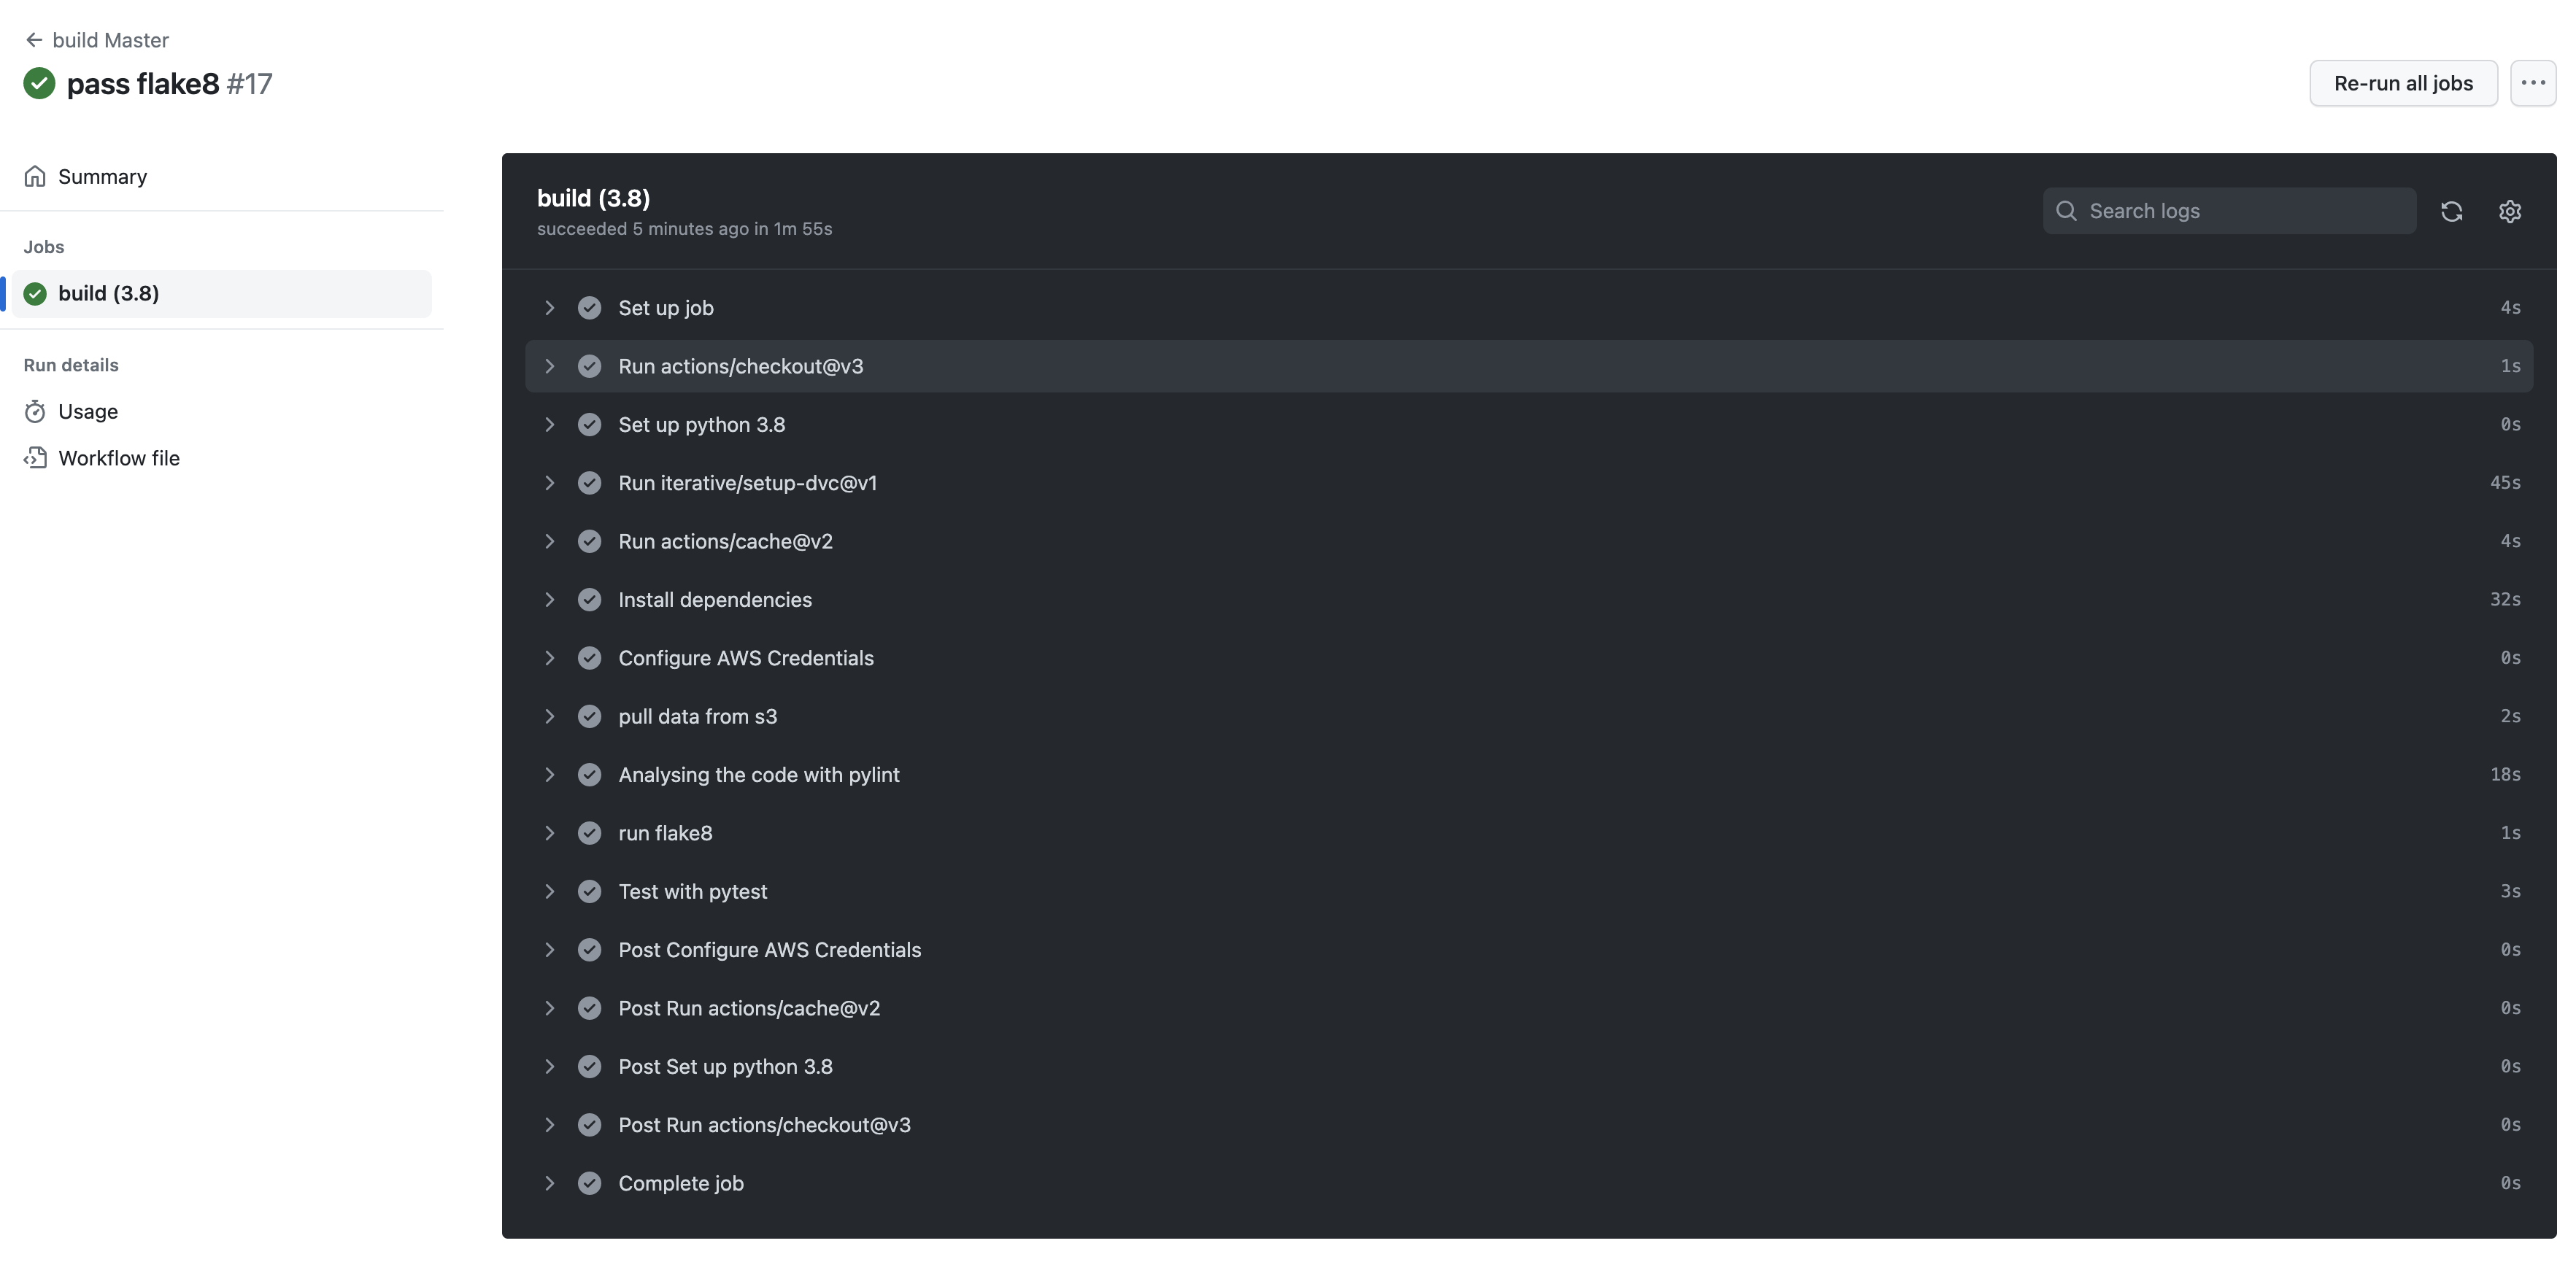 build Master
pass flake8 #17
Re-run all jobs
Summary
Jobs
build (3.8)
Run details
Usage
Workflow file
build (3.8)
succeeded 5 minutes ago in 1m 55s
Search logs
Set up job 4s
Run actions/checkout@v3 1s
Set up python 3.8 0s
Run iterative/setup-dvc@v1 45s
Run actions/cache@v2 4s
Install dependencies 32s
Configure AWS Credentials 0s
pull data from s3 2s
Analysing the code with pylint 18s
run flake8 1s
Test with pytest 3s
Post Configure AWS Credentials 0s
Post Run actions/cache@v2 0s
Post Set up python 3.8 0s
Post Run actions/checkout@v3 0s
Complete job 0s